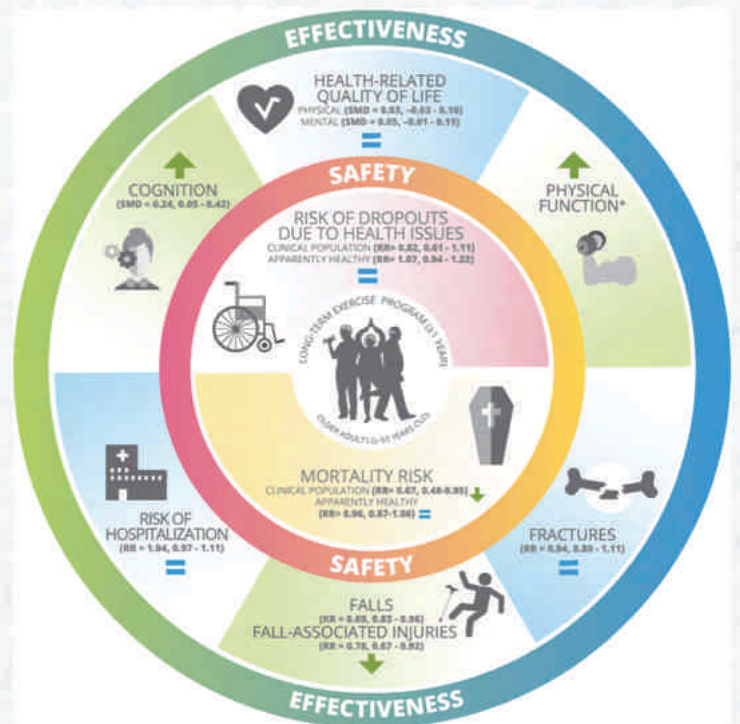 EFFECTIVENESS
HEALTH-RELATED
QUALITY OF LIFE
PHYSICAL (SMD = 0.03, -0.03 - 0.10)
MENTAL (SMD = 0.05, -0.01 - 0.11)
=
SAFETY
COGNITION
(SMD = 0.24, 0.05 - 0.42)
PHYSICAL
FUNCTION*
RISK OF DROPOUTS
DUE TO HEALTH ISSUES
CLINICAL POPULATION (RR= 0.82, 0.61 - 1.11)
APPARENTLY HEALTHY (RR= 1.07, 0.94 - 1.22)
=
LONG-TERM EXERCISE PROGRAM (≥1 YEAR)
OLDER ADULTS YEARS OLD)
MORTALITY RISK
CLINICAL POPULATION (RR= 0.67, 0.48-0.95)
APPARENTLY HEALTHY
(RR= 0.96, 0.87-1.06) =
RISK OF
HOSPITALIZATION
(RR = 1.04, 0.97 - 1.11)
=
FRACTURES
(RR = 0.84, - 1.11)
=
SAFETY
FALLS
(RR = 0.83 - 0.96)
FALL-ASSOCIATED INJURIES
(RR = 0.78, 0.67 - 0.92)
EFFECTIVENESS